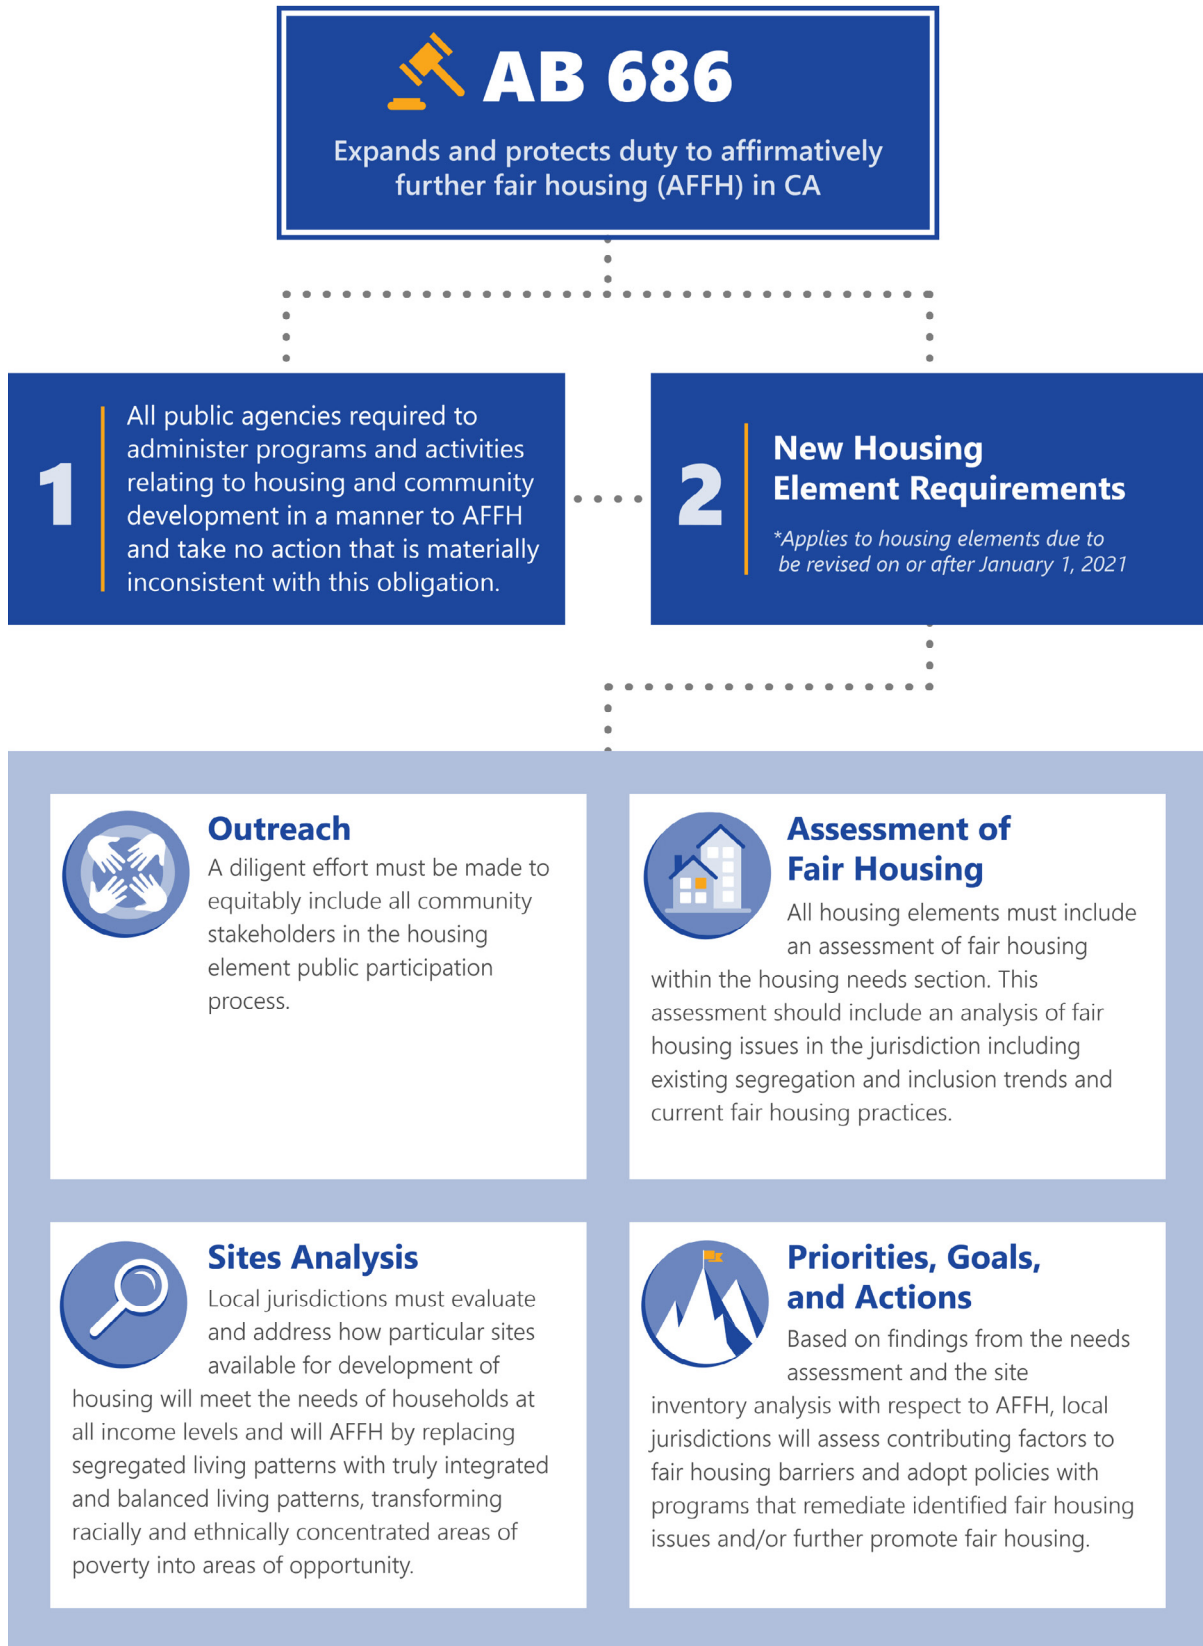 AB 686
Expands and protects duty to affirmatively
further fair housing (AFFH) in CA
1
All public agencies required to
administer programs and activities
relating to housing and community
development in a manner to AFFH
and take no action that is materially
inconsistent with this obligation.
2
New Housing
Element Requirements
*Applies to housing elements due to
be revised on or after January 1, 2021
Outreach
A diligent effort must be made to
equitably include all community
stakeholders in the housing
element public participation
process.
Assessment of
Fair Housing
All housing elements must include
an assessment of fair housing
within the housing needs section. This
assessment should include an analysis of fair
housing issues in the jurisdiction including
existing segregation and inclusion trends and
current fair housing practices.
Sites Analysis
Local jurisdictions must evaluate
and address how particular sites
available for development of
housing will meet the needs of households at
all income levels and will AFFH by replacing
segregated living patterns with truly integrated
and balanced living patterns, transforming
racially and ethnically concentrated areas of
poverty into areas of opportunity.
Priorities, Goals,
and Actions
Based on findings from the needs
assessment and the site
inventory analysis with respect to AFFH, local
jurisdictions will assess contributing factors to
fair housing barriers and adopt policies with
programs that remediate identified fair housing
issues and/or further promote fair housing.